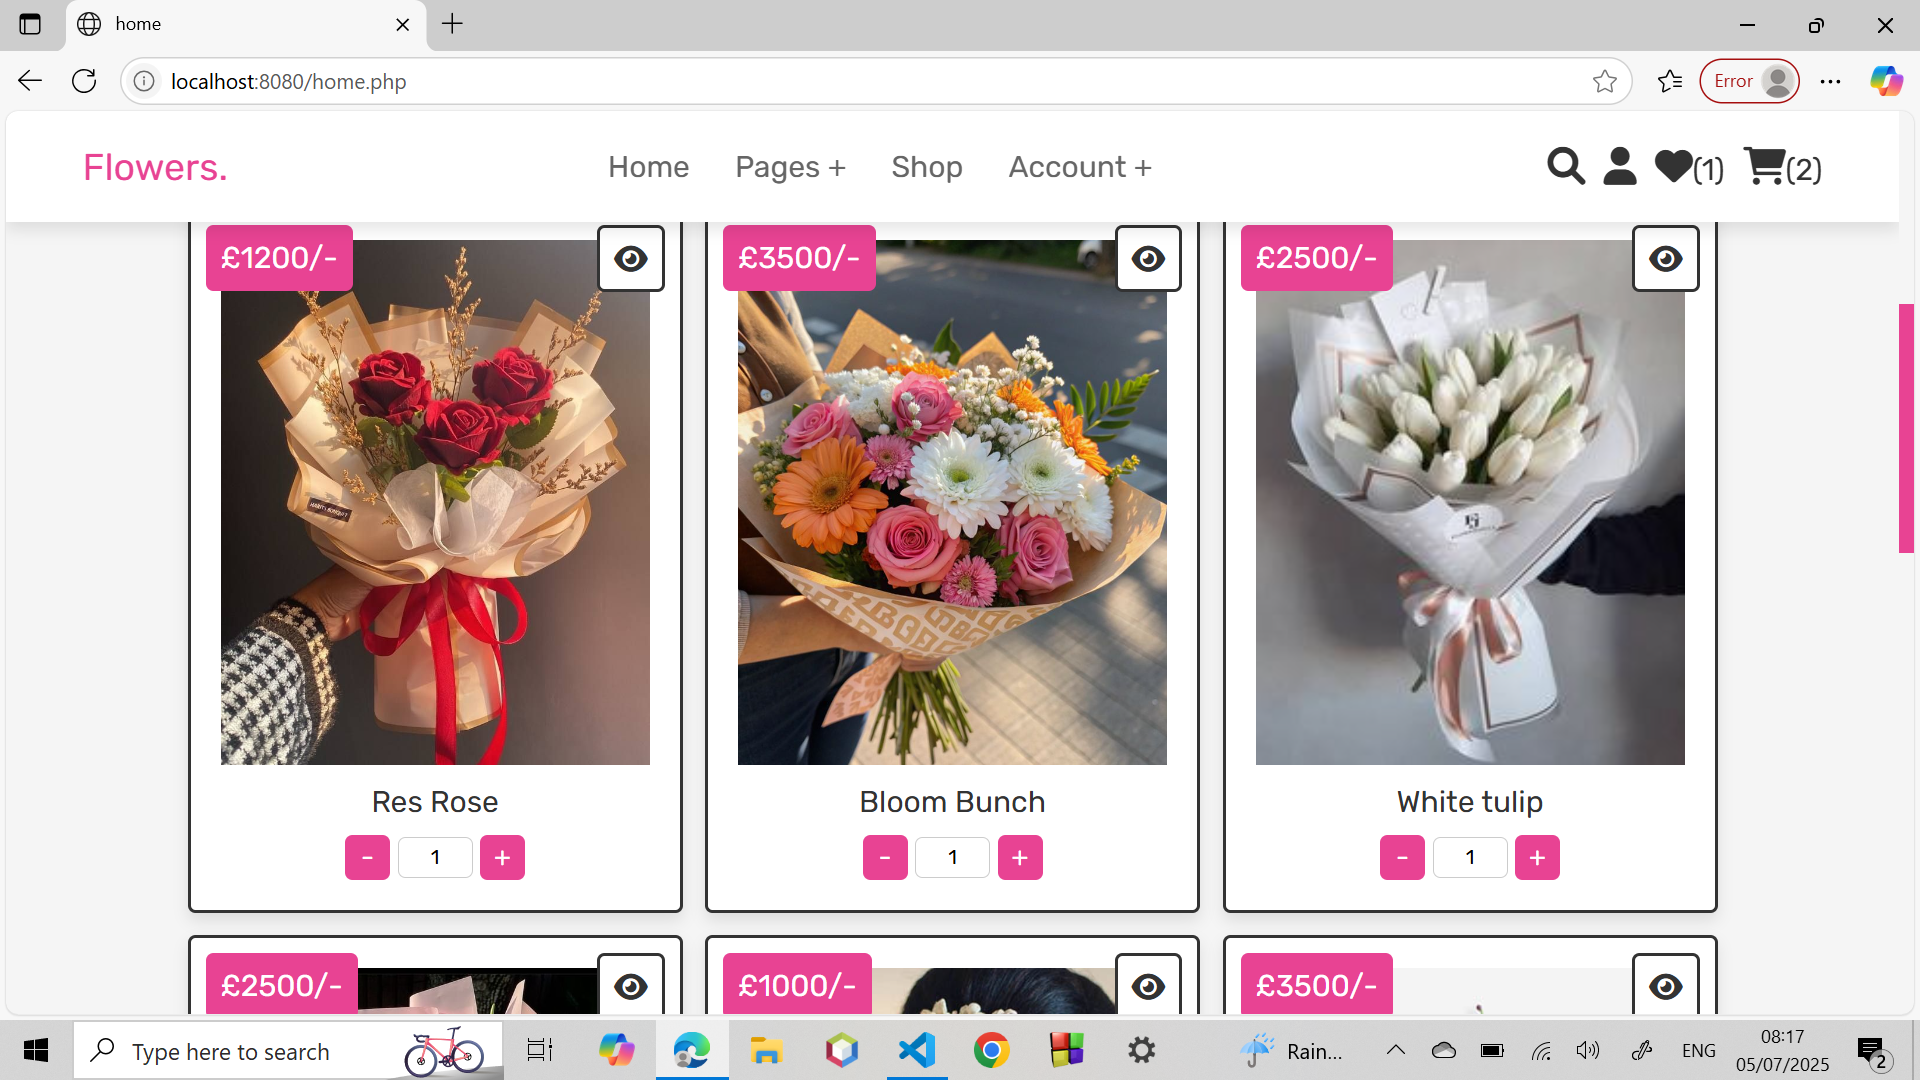 home
localhost:8080/home.php
Error
Flowers.
Home Pages + Shop Account +
(1) (2)
£1200/- £3500/- £2500/-
Res Rose Bloom Bunch White tulip
- 1 + - 1 + - 1 +
£2500/- £1000/- £3500/-
Type here to search
Rain...
ENG
08:17
05/07/2025
2